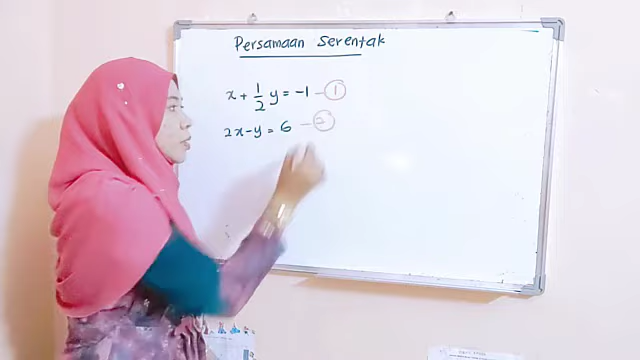 Persamaan Serentak
x + 1/2 y = -1 — ①
2x - y = 6 — ②